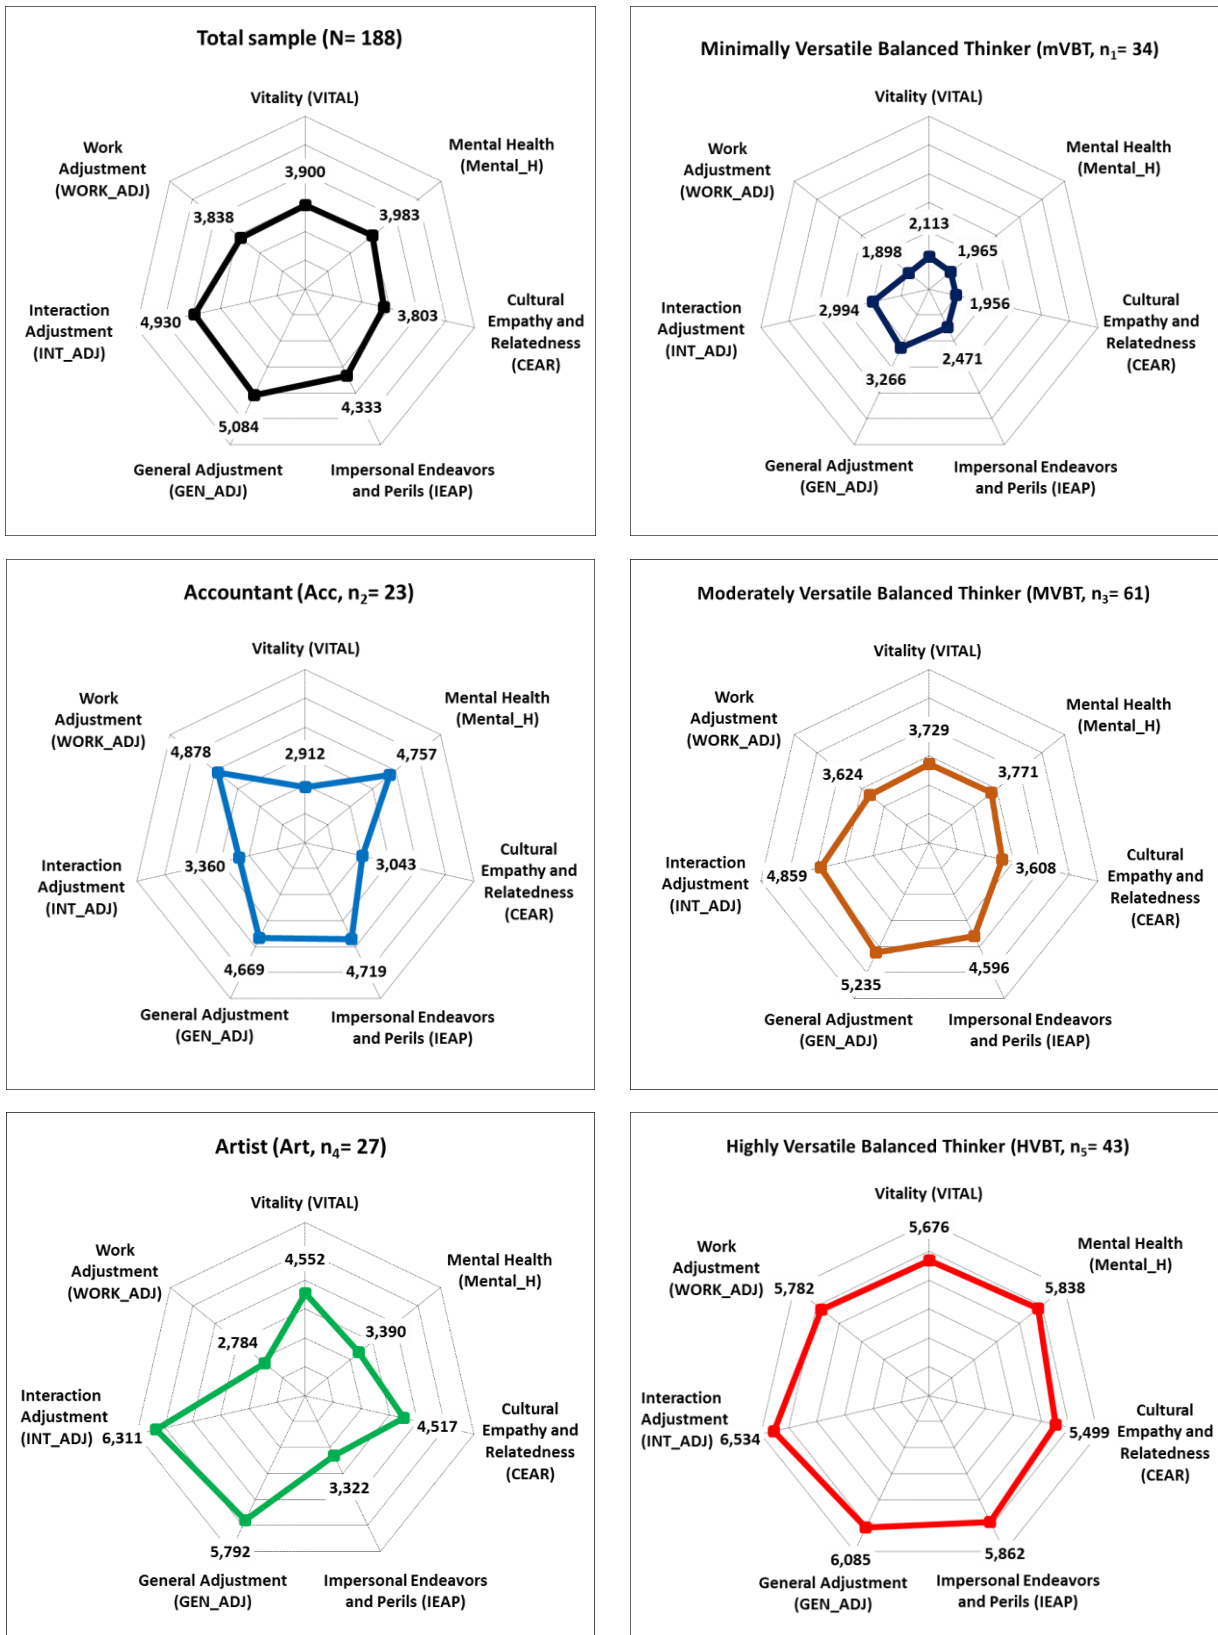 Total sample (N= 188)
Vitality (VITAL)
Mental Health
(Mental_H)
Work
Adjustment
(WORK_ADJ)
3,900
3,838
3,983
Interaction
Adjustment
(INT_ADJ)
4,930
3,803
Cultural
Empathy and
Relatedness
(CEAR)
5,084
4,333
General Adjustment
(GEN_ADJ)
Impersonal Endeavors
and Perils (IEAP)
Minimally Versatile Balanced Thinker (mVBT, n1= 34)
Vitality (VITAL)
Mental Health
(Mental_H)
Work
Adjustment
(WORK_ADJ)
2,113
1,898
1,965
Interaction
Adjustment
(INT_ADJ)
2,994
1,956
Cultural
Empathy and
Relatedness
(CEAR)
3,266
2,471
General Adjustment
(GEN_ADJ)
Impersonal Endeavors
and Perils (IEAP)
Accountant (Acc, n2= 23)
Vitality (VITAL)
Mental Health
(Mental_H)
Work
Adjustment
(WORK_ADJ)
4,878
2,912
4,757
Interaction
Adjustment
(INT_ADJ)
3,360
3,043
Cultural
Empathy and
Relatedness
(CEAR)
4,669
4,719
General Adjustment
(GEN_ADJ)
Impersonal Endeavors
and Perils (IEAP)
Moderately Versatile Balanced Thinker (MVBT, n3= 61)
Vitality (VITAL)
Mental Health
(Mental_H)
Work
Adjustment
(WORK_ADJ)
3,729
3,624
3,771
Interaction
Adjustment
(INT_ADJ)
4,859
3,608
Cultural
Empathy and
Relatedness
(CEAR)
5,235
4,596
General Adjustment
(GEN_ADJ)
Impersonal Endeavors
and Perils (IEAP)
Artist (Art, n4= 27)
Vitality (VITAL)
Work
Adjustment
(WORK_ADJ)
Mental Health
(Mental_H)
4,552
2,784
3,390
Interaction
Adjustment
(INT_ADJ)
6,311
4,517
Cultural
Empathy and
Relatedness
(CEAR)
3,322
5,792
General Adjustment
(GEN_ADJ)
Impersonal Endeavors
and Perils (IEAP)
Highly Versatile Balanced Thinker (HVBT, n5= 43)
Vitality (VITAL)
5,676
Work
Adjustment
(WORK_ADJ)
Mental Health
(Mental_H)
5,782
5,838
Interaction
Adjustment
(INT_ADJ)
6,534
5,499
Cultural
Empathy and
Relatedness
(CEAR)
6,085
5,862
General Adjustment
(GEN_ADJ)
Impersonal Endeavors
and Perils (IEAP)